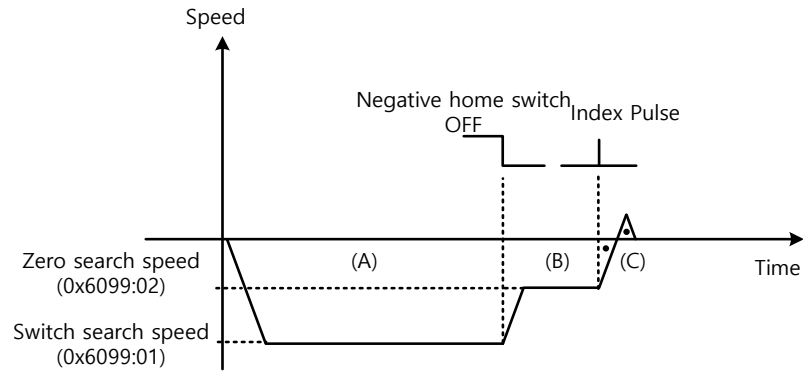 Speed
Negative home switch
OFF
Index Pulse
Zero search speed
(0x6099:02)
(A)
(B)
(C)
Time
Switch search speed
(0x6099:01)